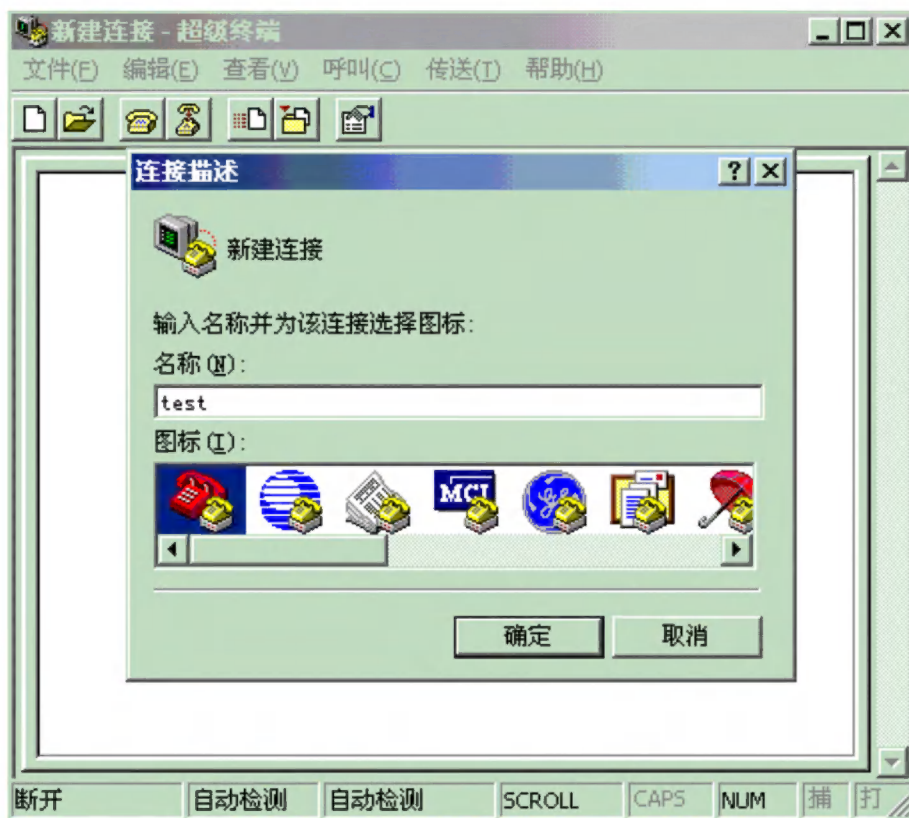 新建连接 - 超级终端
文件(F) 编辑(E) 查看(V) 呼叫(C) 传送(T) 帮助(H)
连接描述
新建连接
输入名称并为该连接选择图标:
名称(N):
test
图标(I):
MCI
确定 取消
断开 自动检测 自动检测 SCROLL CAPS NUM 捕 打